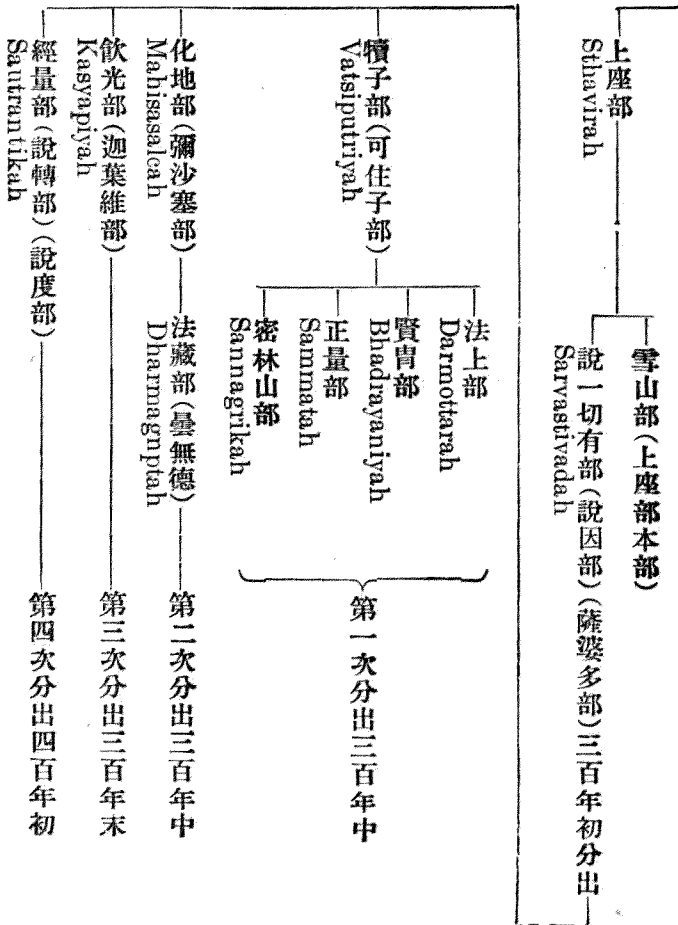 上座部
Sthavirah
雪山部(上座部本部)
說一切有部(說因部)(薩婆多部)三百年初分出
Sarvastivadah
犢子部(可住子部)
Vatsiputriyah
法上部
Darmottarah
賢冑部
Bhadrayaniyah
正量部
Sammatah
密林山部
Sannagrikah
第一次分出三百年中
化地部(彌沙塞部)
Mahisasalcah
法藏部(曇無德)
Dharmagnptah
第二次分出三百年中
飲光部(迦葉維部)
Kasyapiyah
第三次分出三百年末
經量部(說轉部)(說度部)
Sautrantikah
第四次分出四百年初